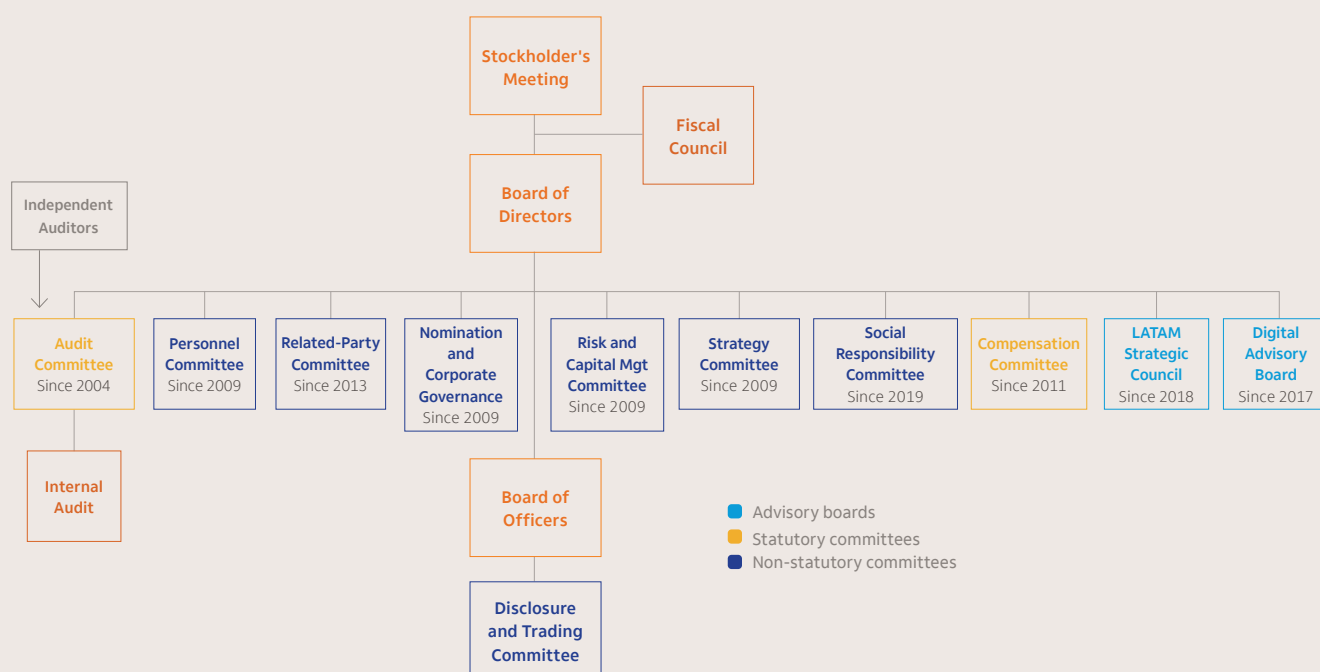 Stockholder's
Meeting
Fiscal
Council
Board of
Directors
Independent
Auditors
Audit
Committee
Since 2004
Personnel
Committee
Since 2009
Related-Party
Committee
Since 2013
Nomination
and
Corporate
Governance
Since 2009
Risk and
Capital Mgt
Committee
Since 2009
Strategy
Committee
Since 2009
Social
Responsibility
Committee
Since 2019
Compensation
Committee
Since 2011
LATAM
Strategic
Council
Since 2018
Digital
Advisory
Board
Since 2017
Internal
Audit
Board of
Officers
Advisory boards
Statutory committees
Non-statutory committees
Disclosure
and Trading
Committee